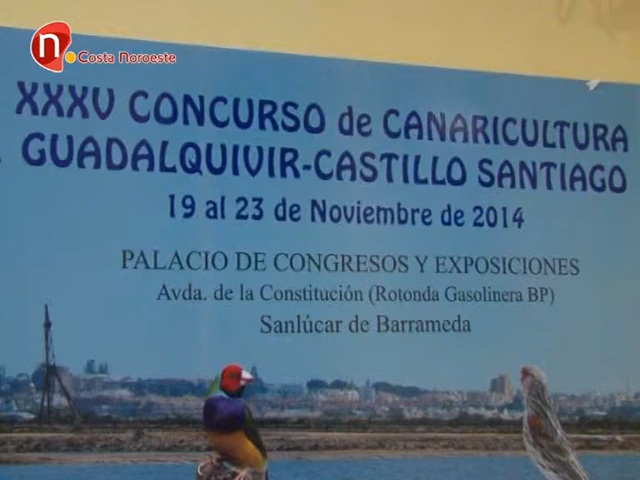 n Costa Noroeste
XXXV CONCURSO de CANARICULTURA
GUADALQUIVIR-CASTILLO SANTIAGO
19 al 23 de Noviembre de 2014
PALACIO DE CONGRESOS Y EXPOSICIONES
Avda. de la Constitución (Rotonda Gasolinera BP)
Sanlúcar de Barrameda